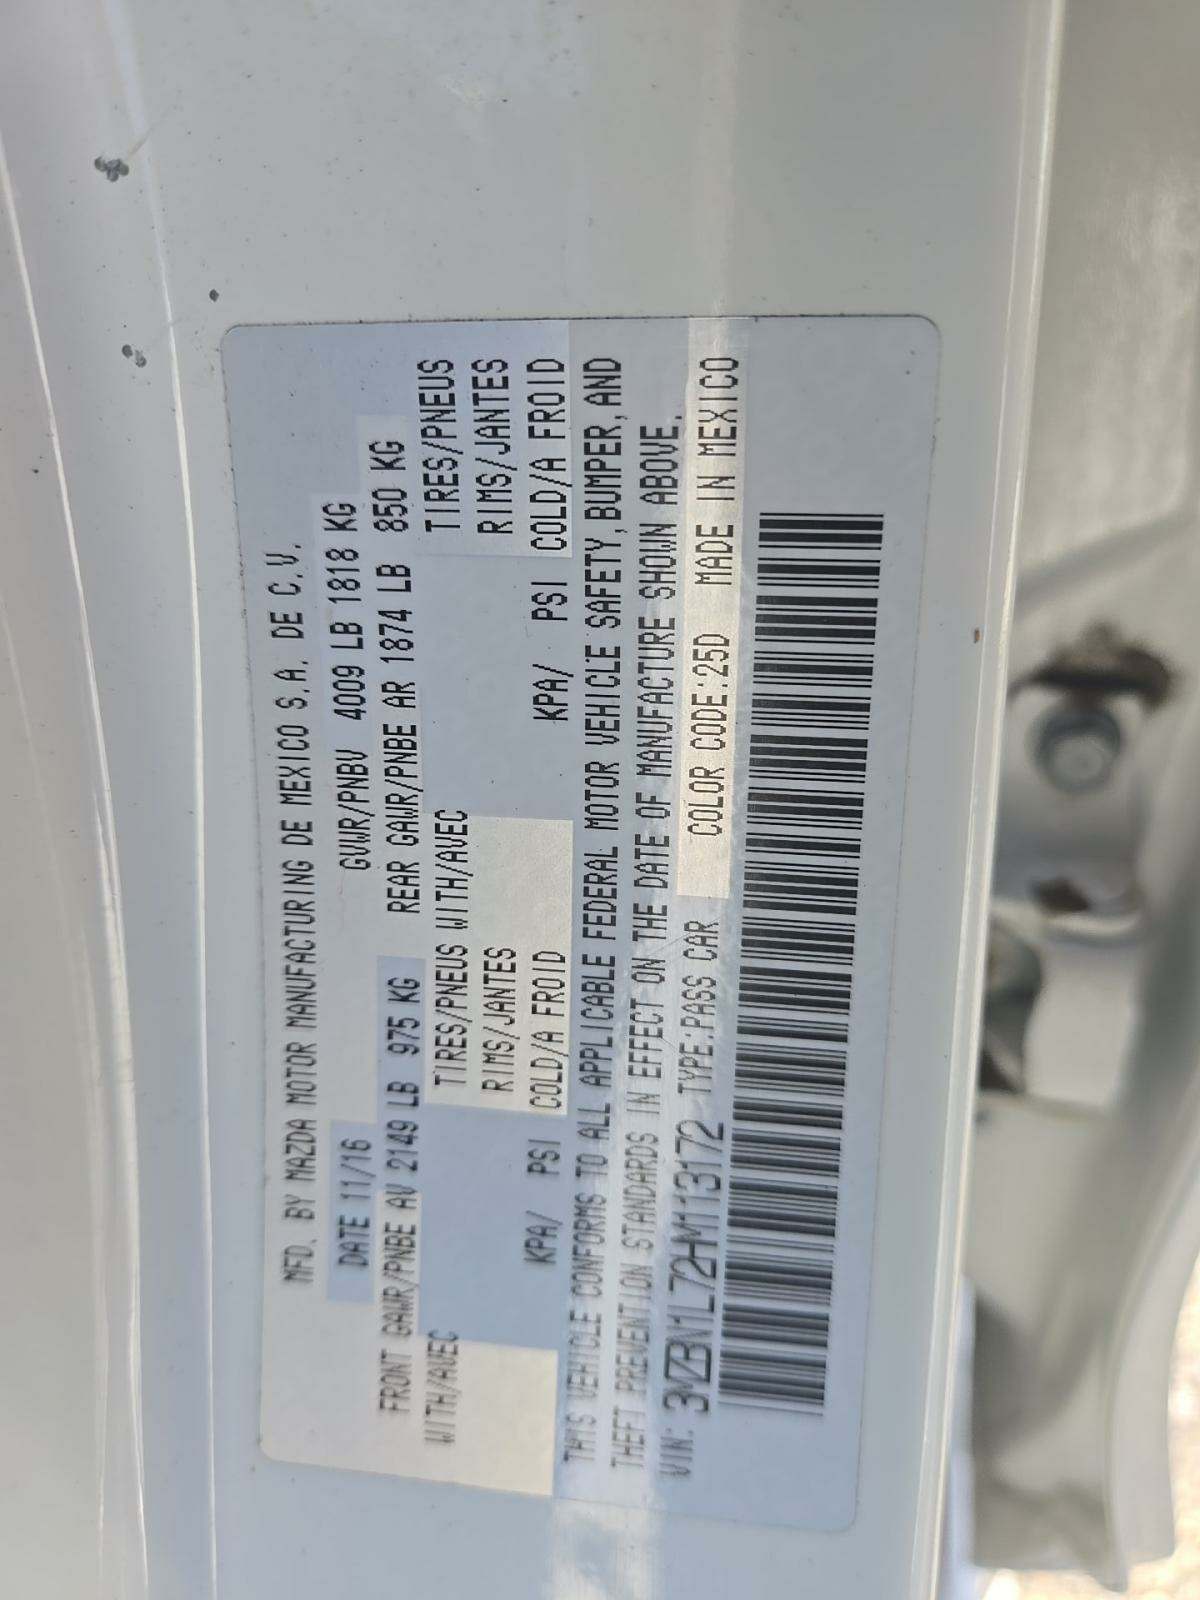 MFD. BY MAZDA MOTOR MANUFACTURING DE MEXICO S.A. DE C.V.
DATE 11/16 GVWR/PNBV 4009 LB 1818 KG
FRONT GAWR/PNBE AV 2149 LB 975 KG REAR GAWR/PNBE AR 1874 LB 850 KG
WITH/AVEC TIRES/PNEUS WITH/AVEC TIRES/PNEUS
RIMS/JANTES RIMS/JANTES
KPA/ PSI COLD/A FROID KPA/ PSI COLD/A FROID
THIS VEHICLE CONFORMS TO ALL APPLICABLE FEDERAL MOTOR VEHICLE SAFETY, BUMPER, AND
THEFT PREVENTION STANDARDS IN EFFECT ON THE DATE OF MANUFACTURE SHOWN ABOVE.
VIN: 3MZBN1L72HM113172 TYPE:PASS CAR COLOR CODE:25D MADE IN MEXICO